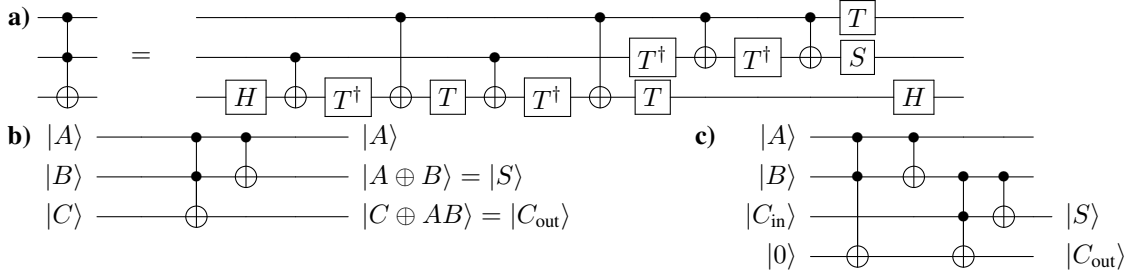 a) = T
T† T† S
H T† T T† T H
b) |A⟩ |A⟩ c) |A⟩
|B⟩ |A ⊕ B⟩ = |S⟩ |B⟩
|C⟩ |C ⊕ AB⟩ = |C_out⟩ |C_in⟩ |S⟩
|0⟩ |C_out⟩